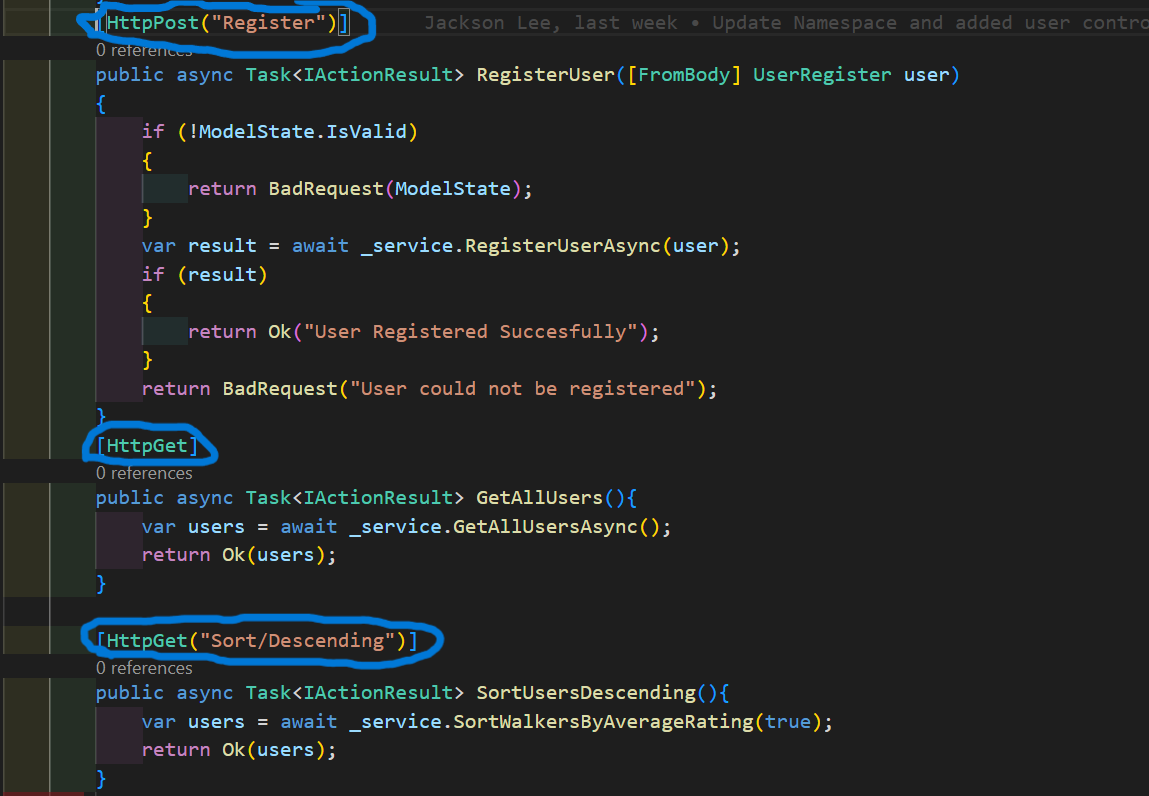 [HttpPost("Register")] Jackson Lee, last week • Update Namespace and added user contro
0 references
public async Task<IActionResult> RegisterUser([FromBody] UserRegister user)
{
if (!ModelState.IsValid)
{
return BadRequest(ModelState);
}
var result = await _service.RegisterUserAsync(user);
if (result)
{
return Ok("User Registered Succesfully");
}
return BadRequest("User could not be registered");
}
[HttpGet]
0 references
public async Task<IActionResult> GetAllUsers(){
var users = await _service.GetAllUsersAsync();
return Ok(users);
}
[HttpGet("Sort/Descending")]
0 references
public async Task<IActionResult> SortUsersDescending(){
var users = await _service.SortWalkersByAverageRating(true);
return Ok(users);
}